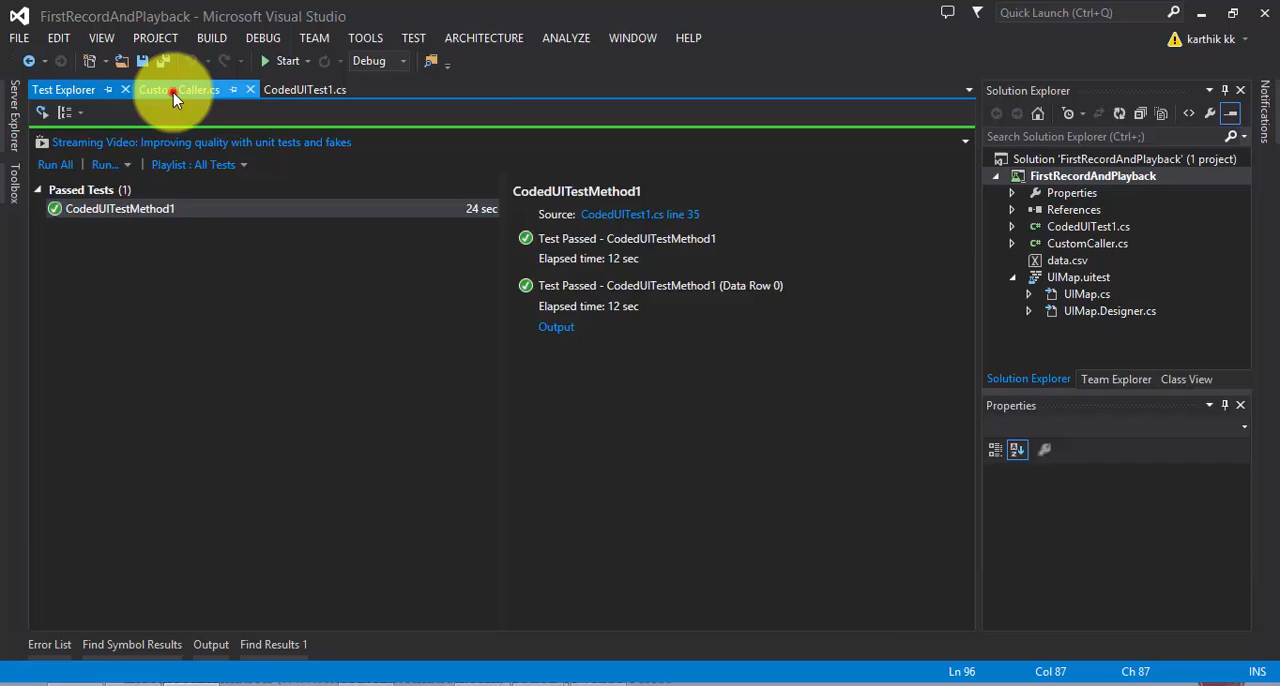 FirstRecordAndPlayback - Microsoft Visual Studio
Quick Launch (Ctrl+Q)
FILE EDIT VIEW PROJECT BUILD DEBUG TEAM TOOLS TEST ARCHITECTURE ANALYZE WINDOW HELP
karthik kk
Start
Debug
Test Explorer
CustomCaller.cs
CodedUITest1.cs
Streaming Video: Improving quality with unit tests and fakes
Run All | Run... | Playlist : All Tests
Passed Tests (1)
CodedUITestMethod1 24 sec
CodedUITestMethod1
Source: CodedUITest1.cs line 35
Test Passed - CodedUITestMethod1
Elapsed time: 12 sec
Test Passed - CodedUITestMethod1 (Data Row 0)
Elapsed time: 12 sec
Output
Server Explorer
Toolbox
Solution Explorer
Search Solution Explorer (Ctrl+;)
Solution 'FirstRecordAndPlayback' (1 project)
FirstRecordAndPlayback
Properties
References
CodedUITest1.cs
CustomCaller.cs
data.csv
UIMap.uitest
UIMap.cs
UIMap.Designer.cs
Solution Explorer Team Explorer Class View
Properties
Notifications
Error List Find Symbol Results Output Find Results 1
Ln 96 Col 87 Ch 87 INS